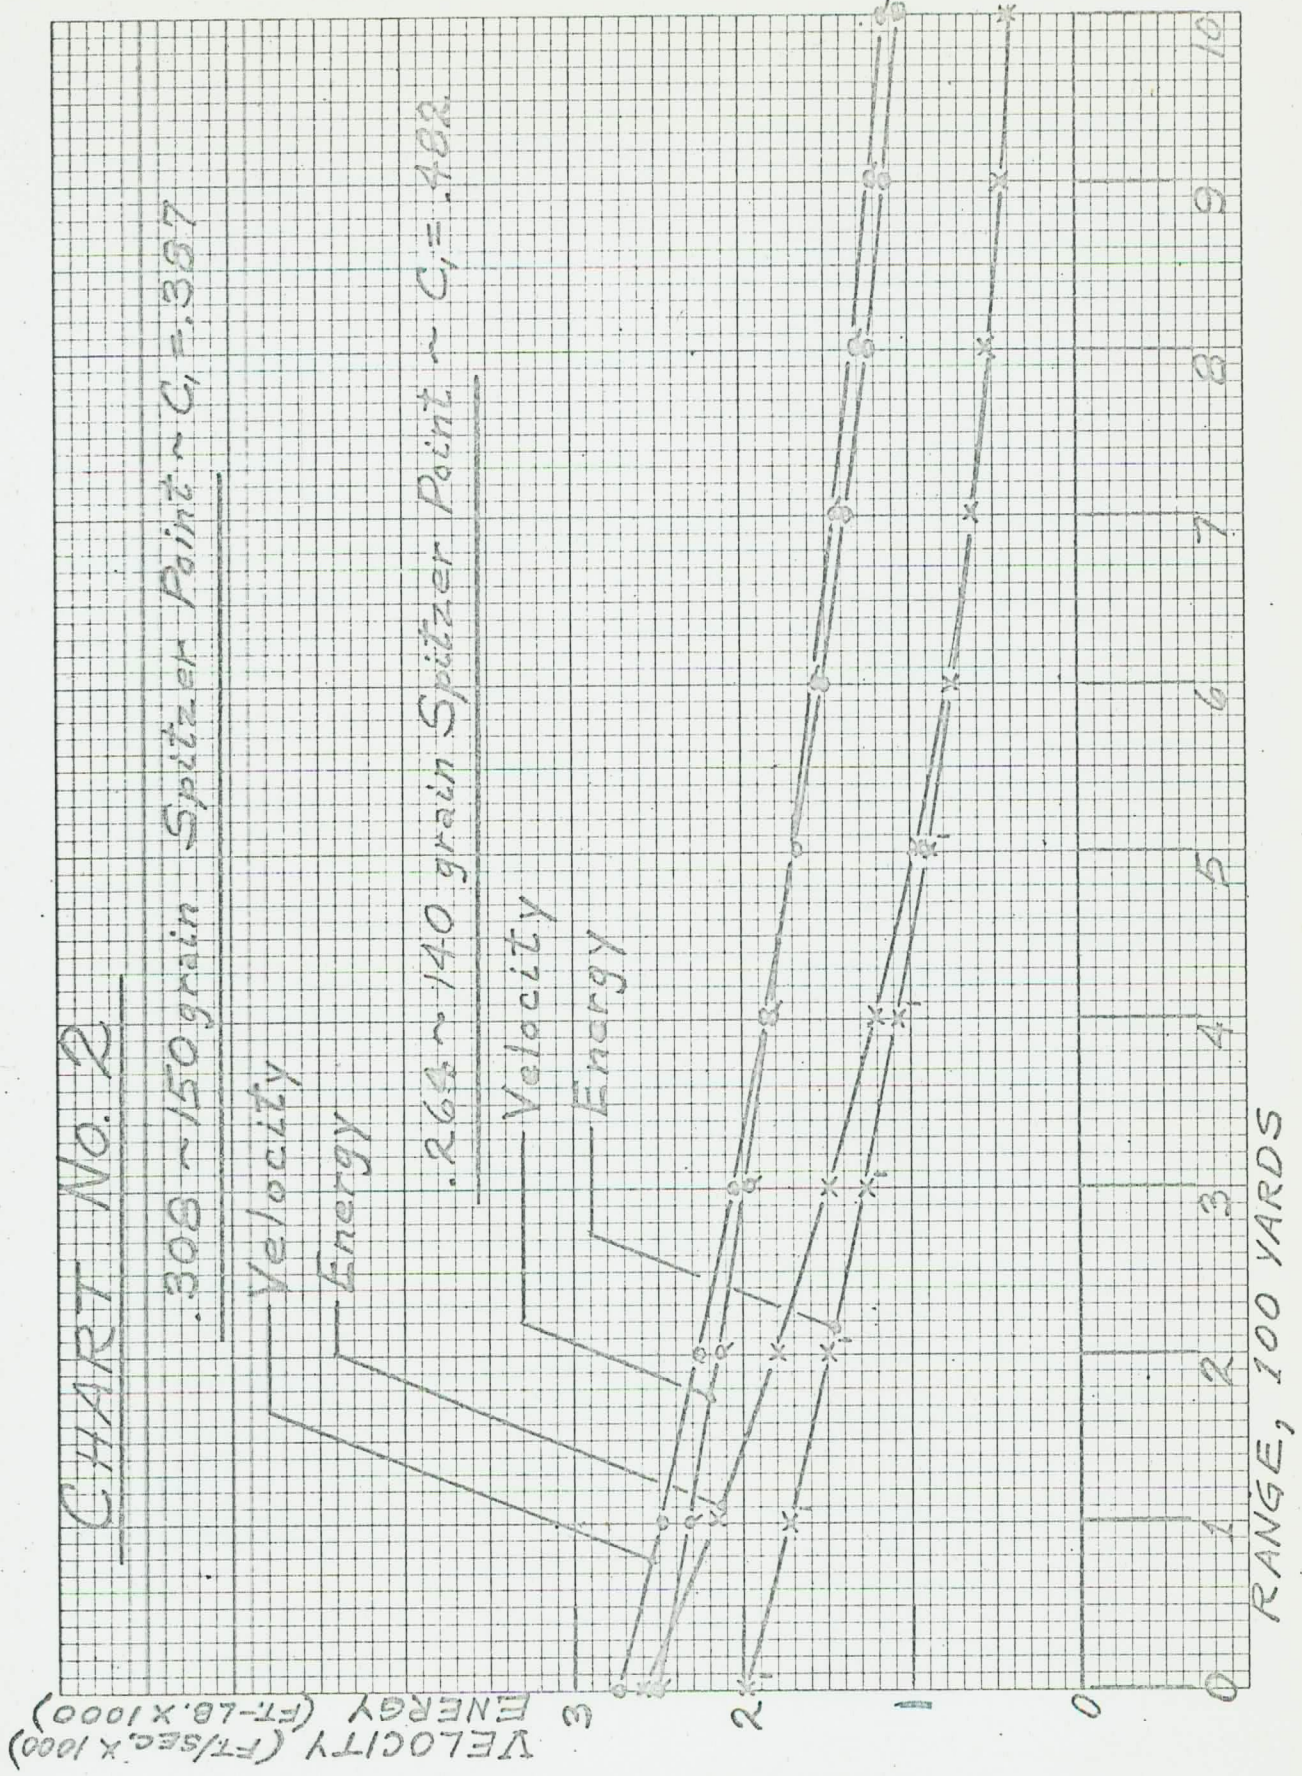 CHART No. 2
.308 ~ 150 grain Spitzer Point ~ C₁ = .387
Velocity
Energy
.264 ~ 140 grain Spitzer Point ~ C₁ = .482
Velocity
Energy
VELOCITY (FT/SEC. X 1000)
ENERGY (FT-LB. X 1000)
3
2
1
0
0 1 2 3 4 5 6 7 8 9 10
RANGE, 100 YARDS